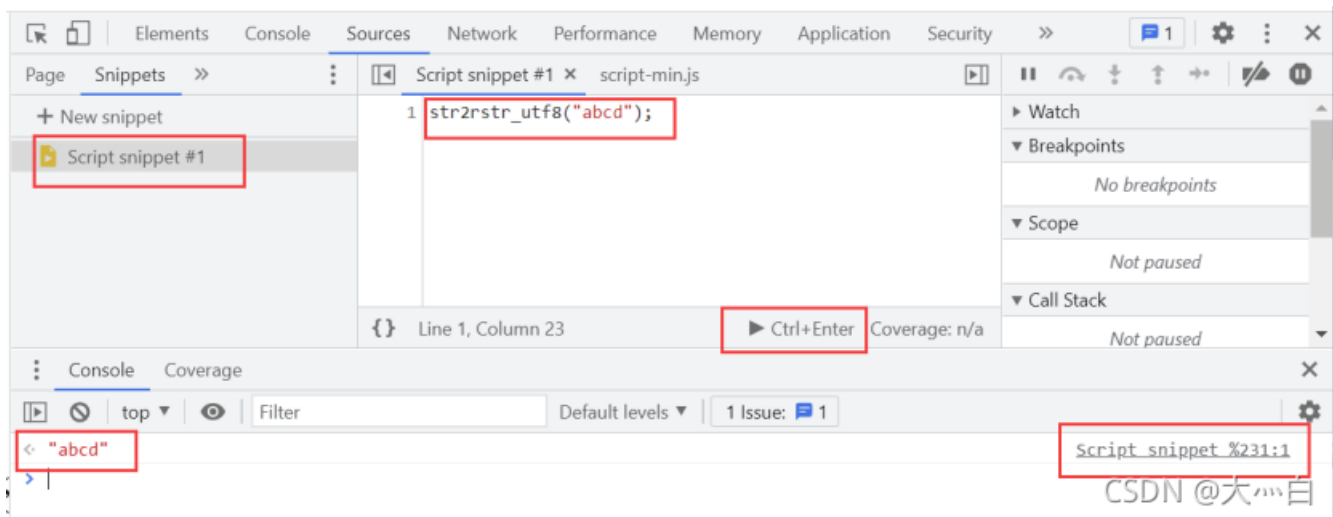 Elements Console Sources Network Performance Memory Application Security » 1
Page Snippets » Script snippet #1 × script-min.js
+ New snippet
Script snippet #1
1 str2rstr_utf8("abcd");
Watch
Breakpoints
No breakpoints
Scope
Not paused
Call Stack
Not paused
{} Line 1, Column 23 Ctrl+Enter Coverage: n/a
Console Coverage
top Filter Default levels 1 Issue: 1
"abcd" Script snippet %231:1
CSDN @大灬白